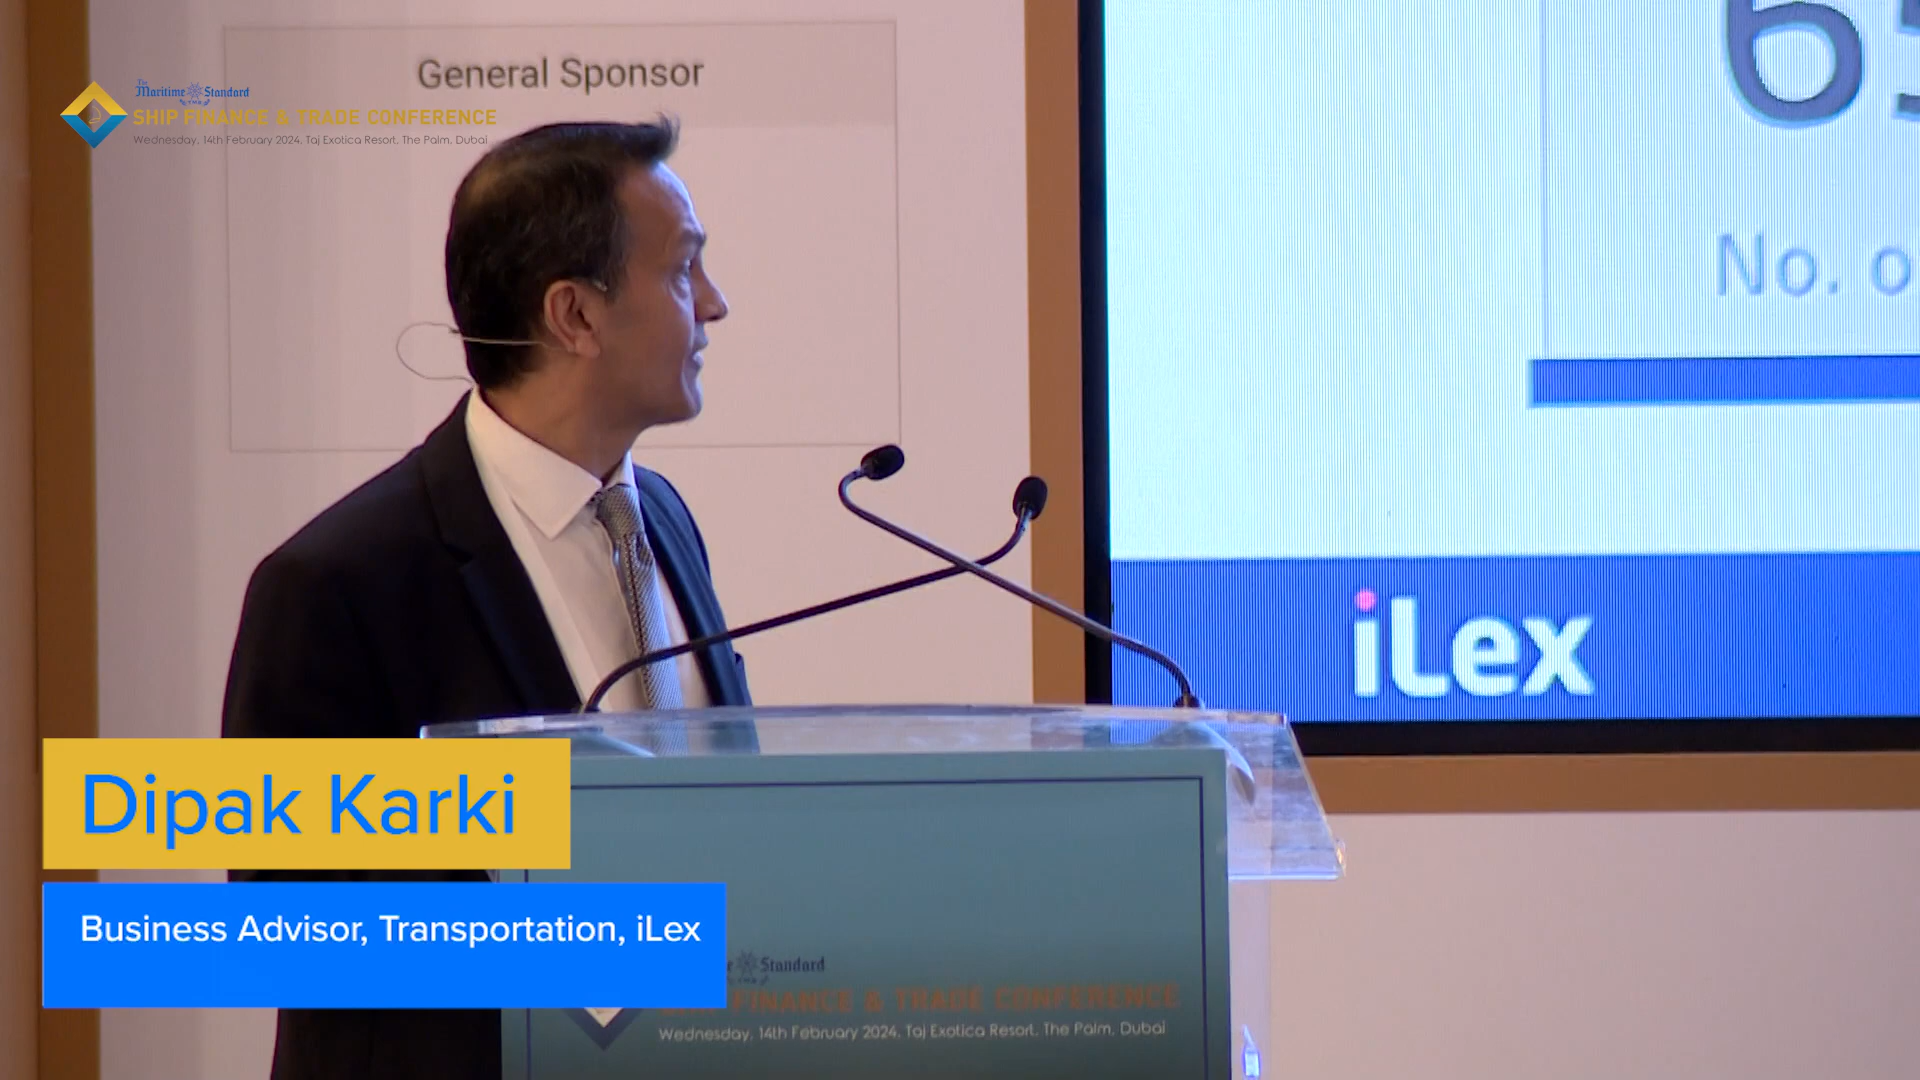 General Sponsor
The
Maritime Standard
TMS
SHIP FINANCE & TRADE CONFERENCE
Wednesday, 14th February 2024, Taj Exotica Resort, The Palm, Dubai
No. o
iLex
Dipak Karki
Business Advisor, Transportation, iLex
e Standard
FINANCE & TRADE CONFERENCE
Wednesday, 14th February 2024, Taj Exotica Resort, The Palm, Dubai